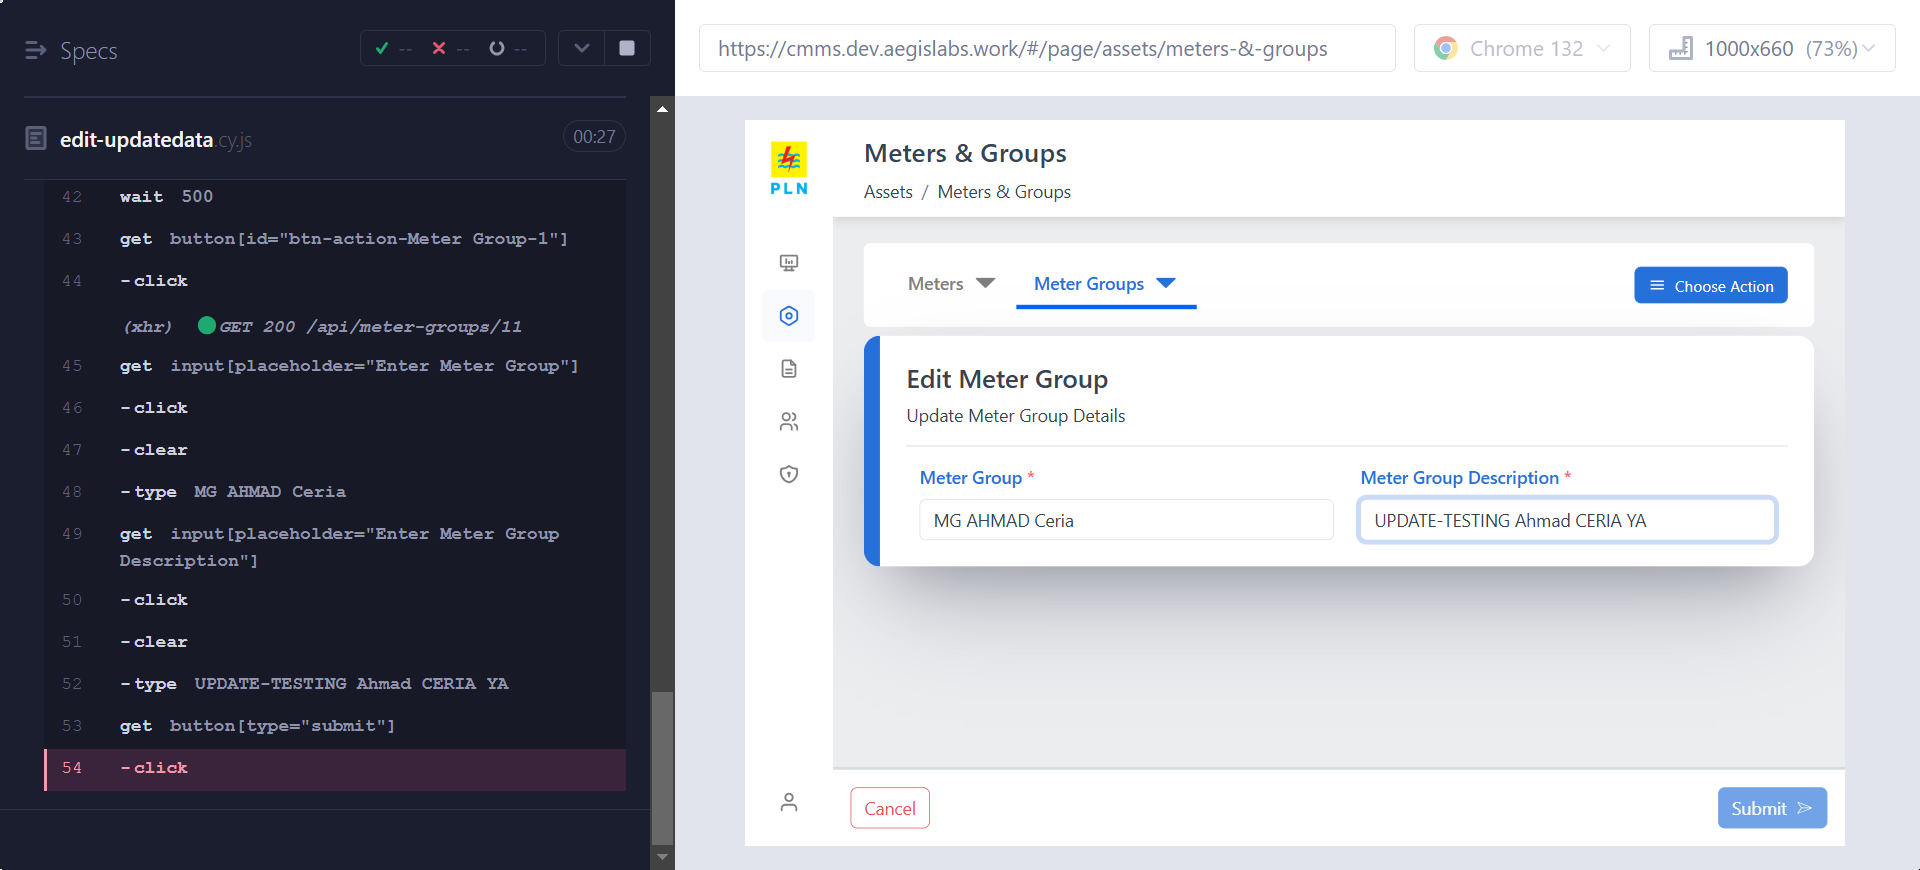 Specs
-- -- --
edit-updatedata.cy.js
00:27
42 wait 500
43 get button[id="btn-action-Meter Group-1"]
44 -click
(xhr) GET 200 /api/meter-groups/11
45 get input[placeholder="Enter Meter Group"]
46 -click
47 -clear
48 -type MG AHMAD Ceria
49 get input[placeholder="Enter Meter Group
Description"]
50 -click
51 -clear
52 -type UPDATE-TESTING Ahmad CERIA YA
53 get button[type="submit"]
54 -click
https://cmms.dev.aegislabs.work/#/page/assets/meters-&-groups
Chrome 132
1000x660 (73%)
PLN
Meters & Groups
Assets / Meters & Groups
Meters
Meter Groups
Choose Action
Edit Meter Group
Update Meter Group Details
Meter Group *
Meter Group Description *
MG AHMAD Ceria
UPDATE-TESTING Ahmad CERIA YA
Cancel
Submit